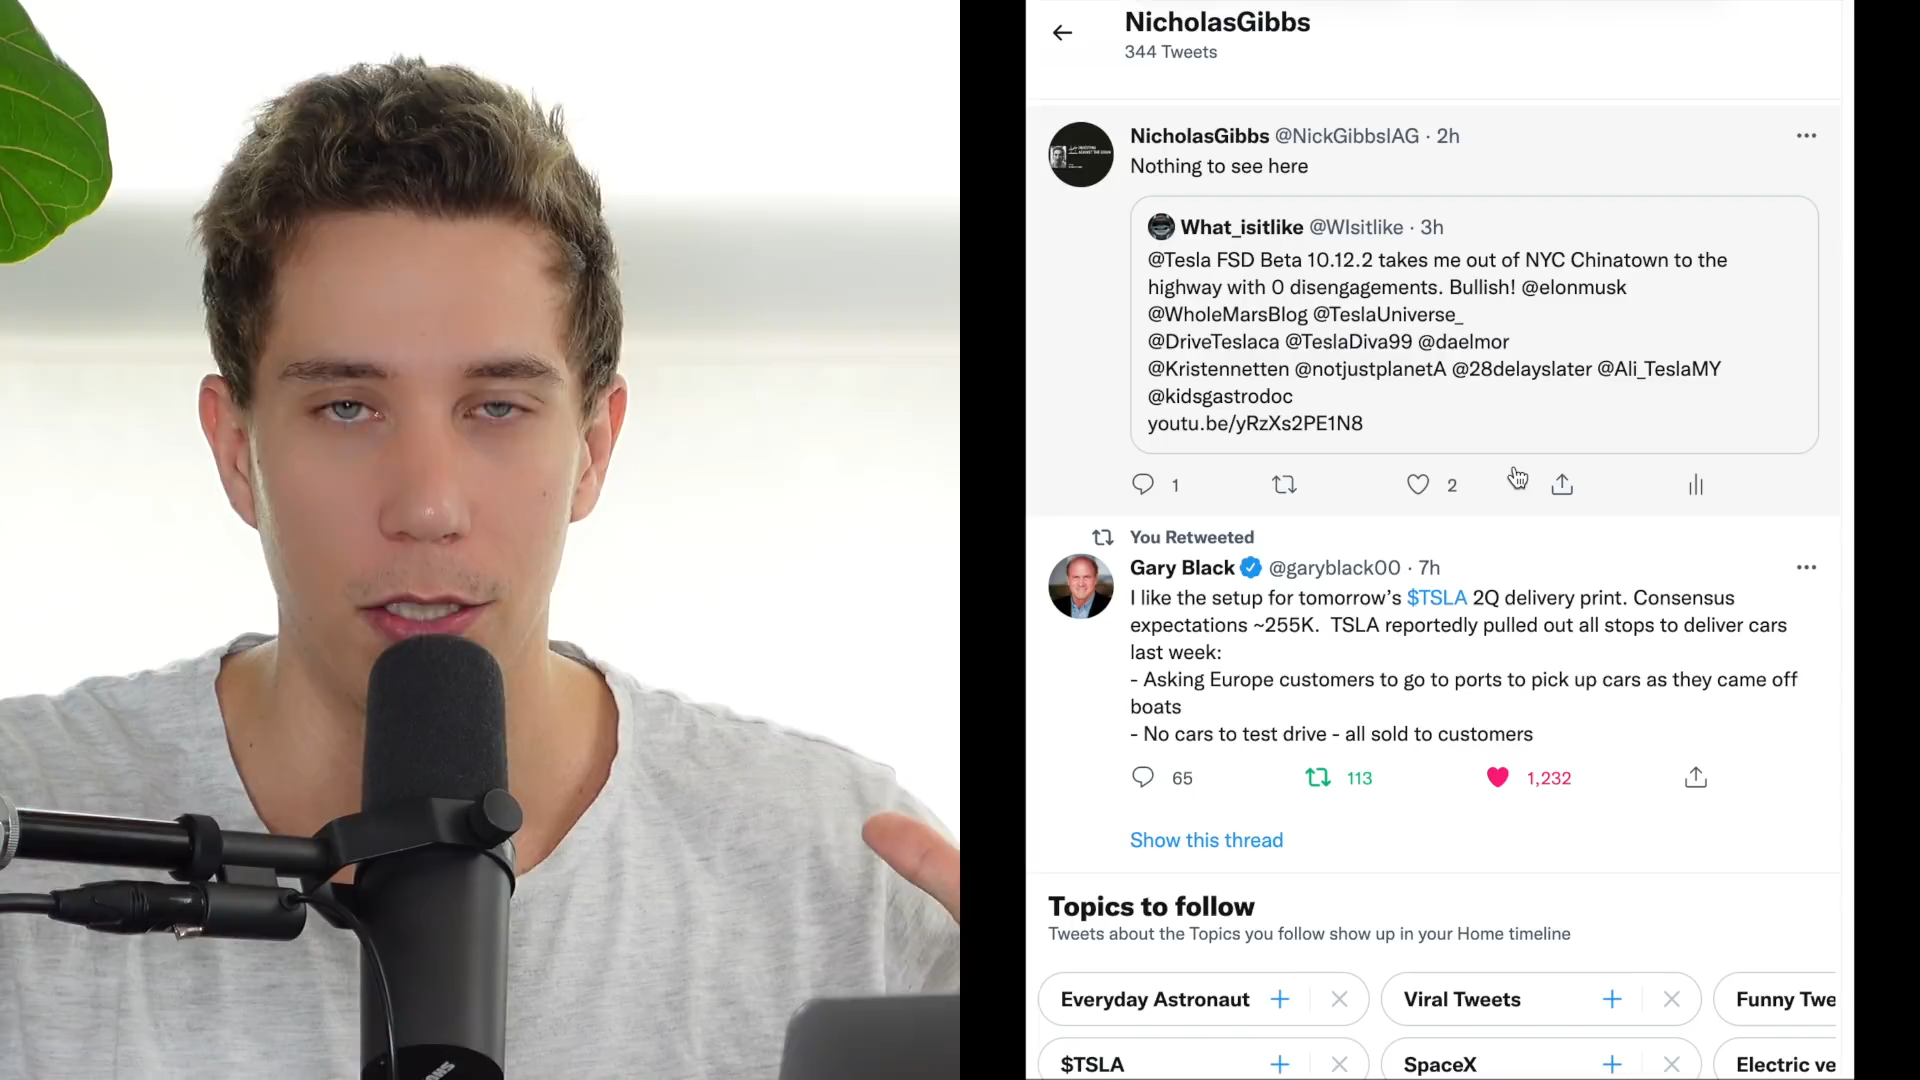 NicholasGibbs
344 Tweets
NicholasGibbs @NickGibbsIAG · 2h
Nothing to see here
What_isitlike @WIsitlike · 3h
@Tesla FSD Beta 10.12.2 takes me out of NYC Chinatown to the
highway with 0 disengagements. Bullish! @elonmusk
@WholeMarsBlog @TeslaUniverse_
@DriveTeslaca @TeslaDiva99 @daelmor
@Kristennetten @notjustplanetA @28delayslater @Ali_TeslaMY
@kidsgastrodoc
youtu.be/yRzXs2PE1N8
1 2
You Retweeted
Gary Black @garyblack00 · 7h
I like the setup for tomorrow's $TSLA 2Q delivery print. Consensus
expectations ~255K. TSLA reportedly pulled out all stops to deliver cars
last week:
- Asking Europe customers to go to ports to pick up cars as they came off
boats
- No cars to test drive - all sold to customers
65 113 1,232
Show this thread
Topics to follow
Tweets about the Topics you follow show up in your Home timeline
Everyday Astronaut Viral Tweets Funny Twe
$TSLA SpaceX Electric ve